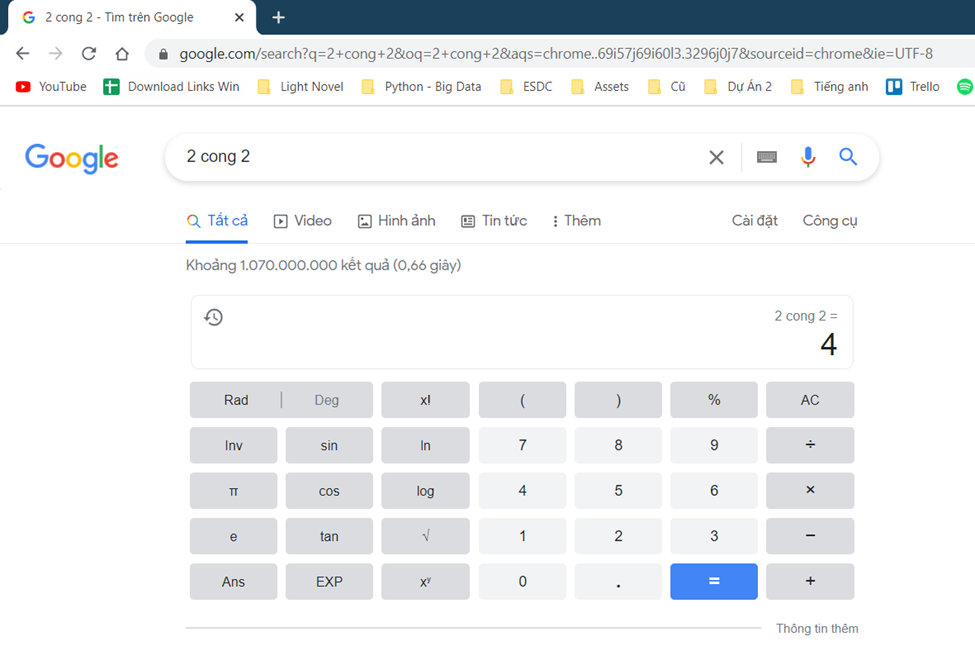 2 cong 2 - Tìm trên Google
google.com/search?q=2+cong+2&oq=2+cong+2&aqs=chrome..69i57j69i60l3.3296j0j7&sourceid=chrome&ie=UTF-8
YouTube Download Links Win Light Novel Python - Big Data ESDC Assets Cũ Dự Án 2 Tiếng anh Trello
Google 2 cong 2
Tất cả Video Hình ảnh Tin tức Thêm Cài đặt Công cụ
Khoảng 1.070.000.000 kết quả (0,66 giây)
2 cong 2 =
4
Rad | Deg x! ( ) % AC
Inv sin ln 7 8 9 ÷
π cos log 4 5 6 ×
e tan √ 1 2 3 −
Ans EXP xʸ 0 . = +
Thông tin thêm